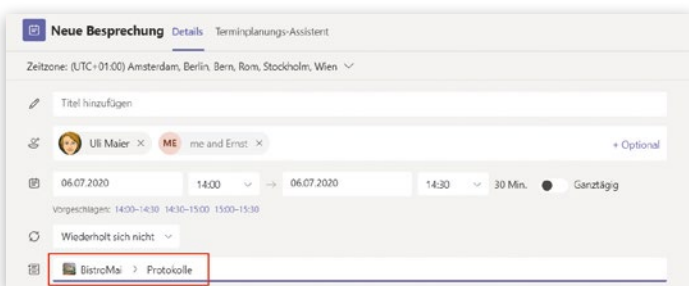 Neue Besprechung Details Terminplanungs-Assistent
Zeitzone: (UTC+01:00) Amsterdam, Berlin, Bern, Rom, Stockholm, Wien
Titel hinzufügen
Uli Maier × ME me and Ernst × + Optional
06.07.2020 14:00 → 06.07.2020 14:30 30 Min. Ganztägig
Vorgeschlagen: 14:00–14:30 14:30–15:00 15:00–15:30
Wiederholt sich nicht
BistroMai > Protokolle